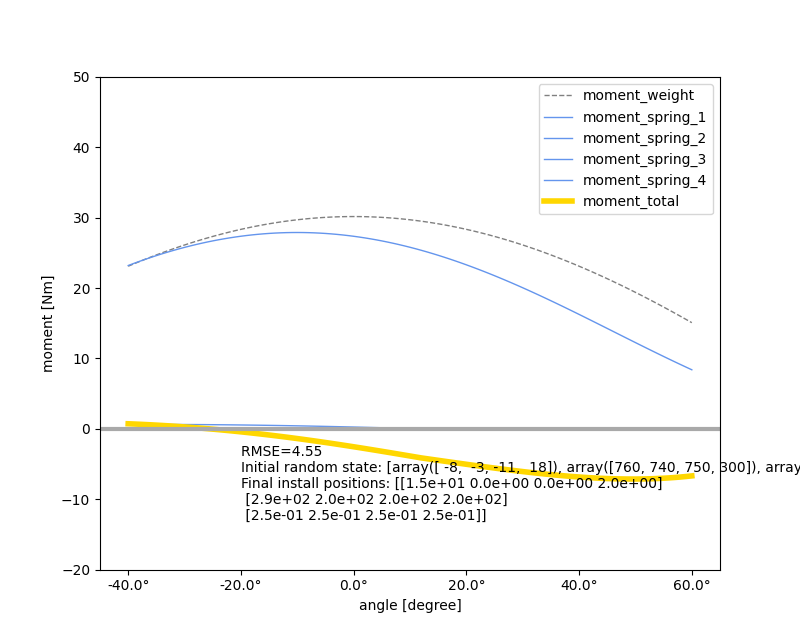 50
40
30
20
10
0
−10
−20
moment [Nm]
moment_weight
moment_spring_1
moment_spring_2
moment_spring_3
moment_spring_4
moment_total
RMSE=4.55
Initial random state: [array([ -8, -3, -11, 18]), array([760, 740, 750, 300]), array
Final install positions: [[1.5e+01 0.0e+00 0.0e+00 2.0e+00]
[2.9e+02 2.0e+02 2.0e+02 2.0e+02]
[2.5e-01 2.5e-01 2.5e-01 2.5e-01]]
-40.0° -20.0° 0.0° 20.0° 40.0° 60.0°
angle [degree]